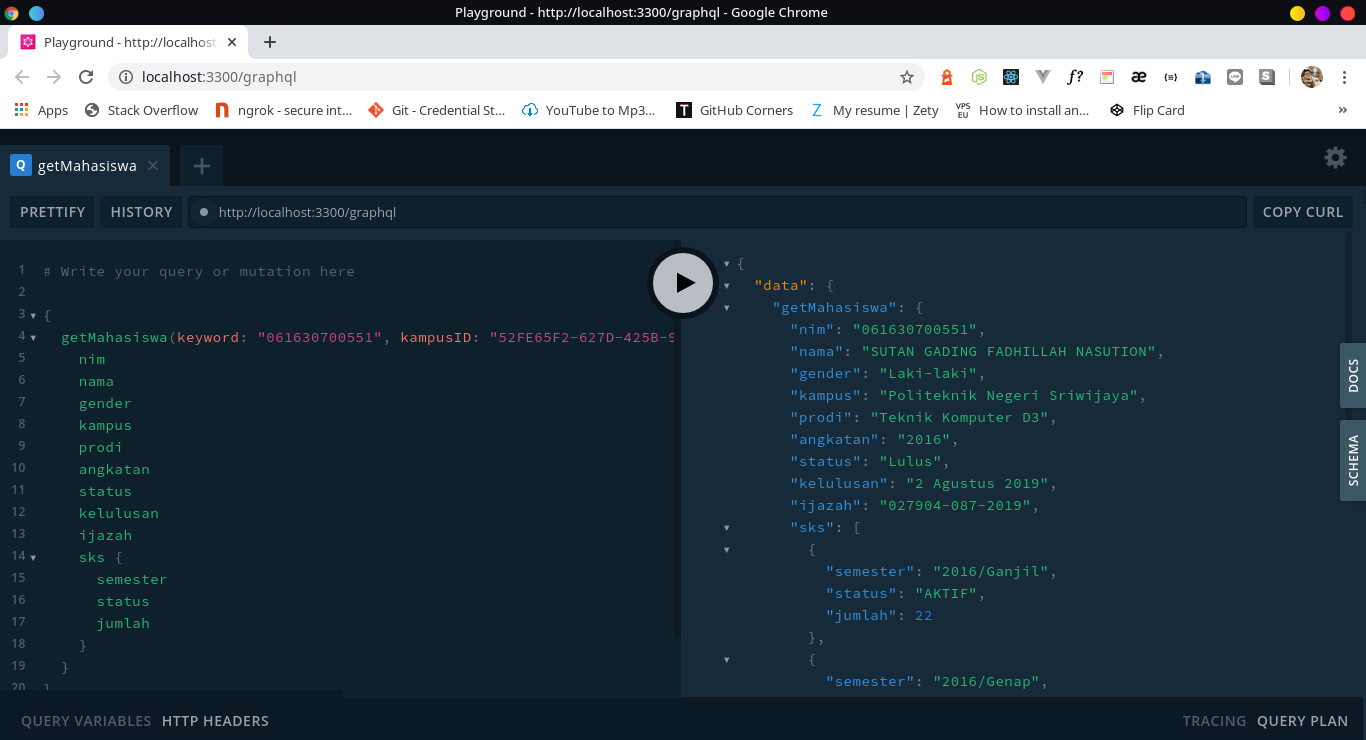 Playground - http://localhost:3300/graphql - Google Chrome
Playground - http://localhost
localhost:3300/graphql
f?
æ
{≡}
S
Apps
Stack Overflow
ngrok - secure int...
Git - Credential St...
YouTube to Mp3...
T GitHub Corners
Z My resume | Zety
VPS EU How to install an...
Flip Card
»
Q getMahasiswa
PRETTIFY
HISTORY
http://localhost:3300/graphql
COPY CURL
1 # Write your query or mutation here
2
3 {
4 getMahasiswa(keyword: "061630700551", kampusID: "52FE65F2-627D-425B-9
5 nim
6 nama
7 gender
8 kampus
9 prodi
10 angkatan
11 status
12 kelulusan
13 ijazah
14 sks {
15 semester
16 status
17 jumlah
18 }
19 }
20 }
{
"data": {
"getMahasiswa": {
"nim": "061630700551",
"nama": "SUTAN GADING FADHILLAH NASUTION",
"gender": "Laki-laki",
"kampus": "Politeknik Negeri Sriwijaya",
"prodi": "Teknik Komputer D3",
"angkatan": "2016",
"status": "Lulus",
"kelulusan": "2 Agustus 2019",
"ijazah": "027904-087-2019",
"sks": [
{
"semester": "2016/Ganjil",
"status": "AKTIF",
"jumlah": 22
},
{
"semester": "2016/Genap",
DOCS
SCHEMA
QUERY VARIABLES
HTTP HEADERS
TRACING
QUERY PLAN